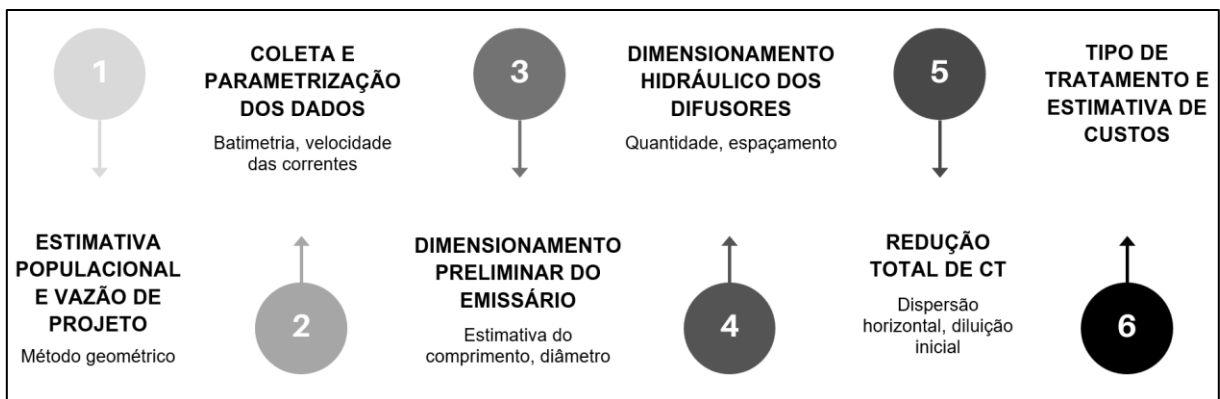 1
ESTIMATIVA
POPULACIONAL
E VAZÃO DE
PROJETO
Método geométrico
COLETA E
PARAMETRIZAÇÃO
DOS DADOS
Batimetria, velocidade
das correntes
2
3
DIMENSIONAMENTO
PRELIMINAR DO
EMISSÁRIO
Estimativa do
comprimento, diâmetro
DIMENSIONAMENTO
HIDRÁULICO DOS
DIFUSORES
Quantidade, espaçamento
4
5
REDUÇÃO
TOTAL DE CT
Dispersão
horizontal, diluição
inicial
TIPO DE
TRATAMENTO E
ESTIMATIVA DE
CUSTOS
6